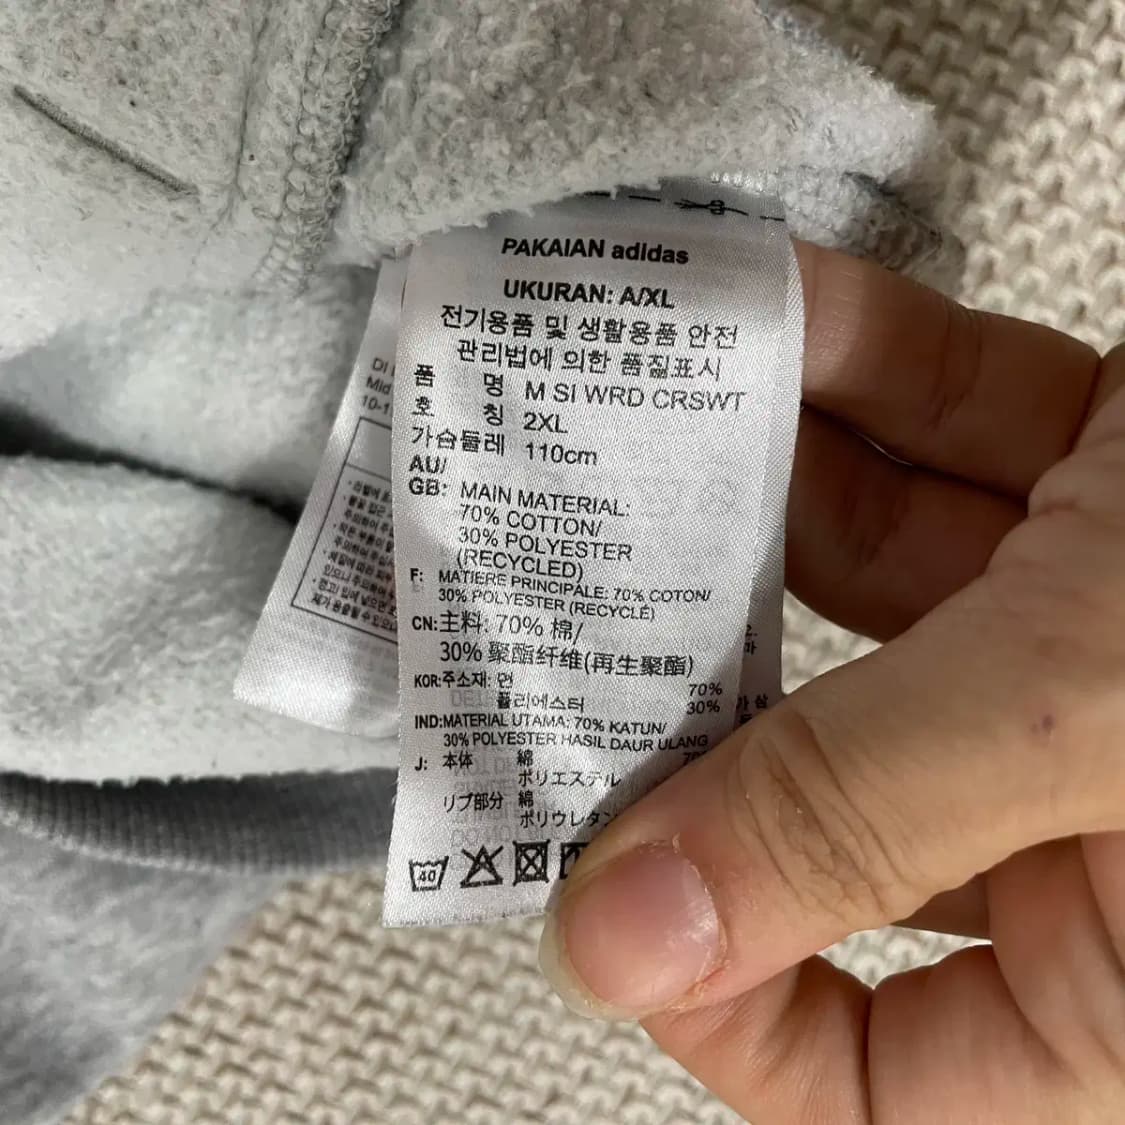 PAKAIAN adidas
UKURAN: A/XL
전기용품 및 생활용품 안전
관리법에 의한 품질표시
품 명 M SI WRD CRSWT
호 칭 2XL
가슴둘레 110cm
AU/
GB: MAIN MATERIAL:
70% COTTON/
30% POLYESTER
(RECYCLED)
F: MATIERE PRINCIPALE: 70% COTON/
30% POLYESTER (RECYCLÉ)
CN:主料: 70% 棉/
30% 聚酯纤维(再生聚酯)
KOR:주소재: 면 70%
폴리에스터 30%
IND:MATERIAL UTAMA: 70% KATUN/
30% POLYESTER HASIL DAUR ULANG
J: 本体 綿
ポリエステル
リブ部分 綿
ポリウレタン
40
DI
Mid
10-1